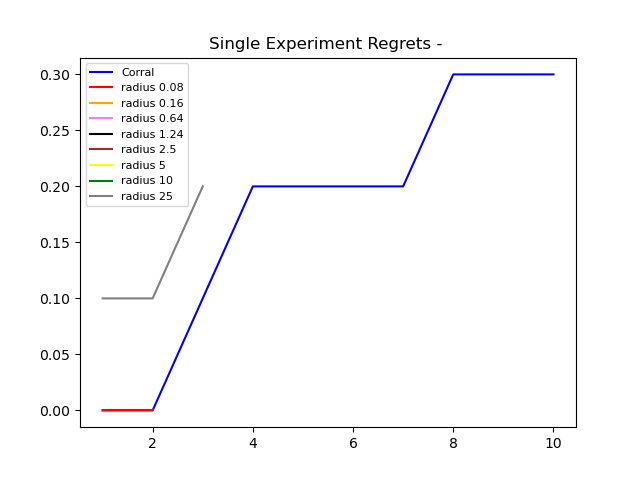 Single Experiment Regrets -
0.30
0.25
0.20
0.15
0.10
0.05
0.00
Corral
radius 0.08
radius 0.16
radius 0.64
radius 1.24
radius 2.5
radius 5
radius 10
radius 25
2
4
6
8
10